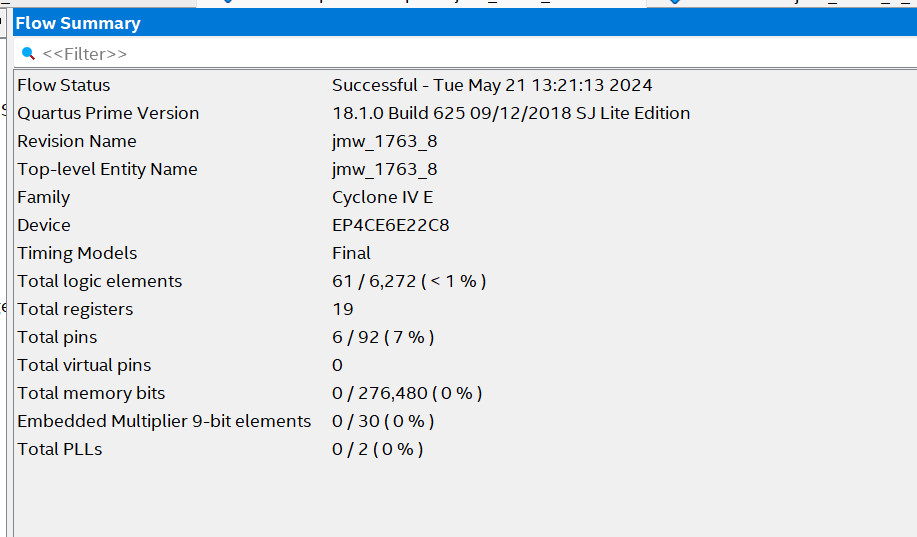 Flow Summary
<<Filter>>
Flow Status Successful - Tue May 21 13:21:13 2024
Quartus Prime Version 18.1.0 Build 625 09/12/2018 SJ Lite Edition
Revision Name jmw_1763_8
Top-level Entity Name jmw_1763_8
Family Cyclone IV E
Device EP4CE6E22C8
Timing Models Final
Total logic elements 61 / 6,272 ( < 1 % )
Total registers 19
Total pins 6 / 92 ( 7 % )
Total virtual pins 0
Total memory bits 0 / 276,480 ( 0 % )
Embedded Multiplier 9-bit elements 0 / 30 ( 0 % )
Total PLLs 0 / 2 ( 0 % )